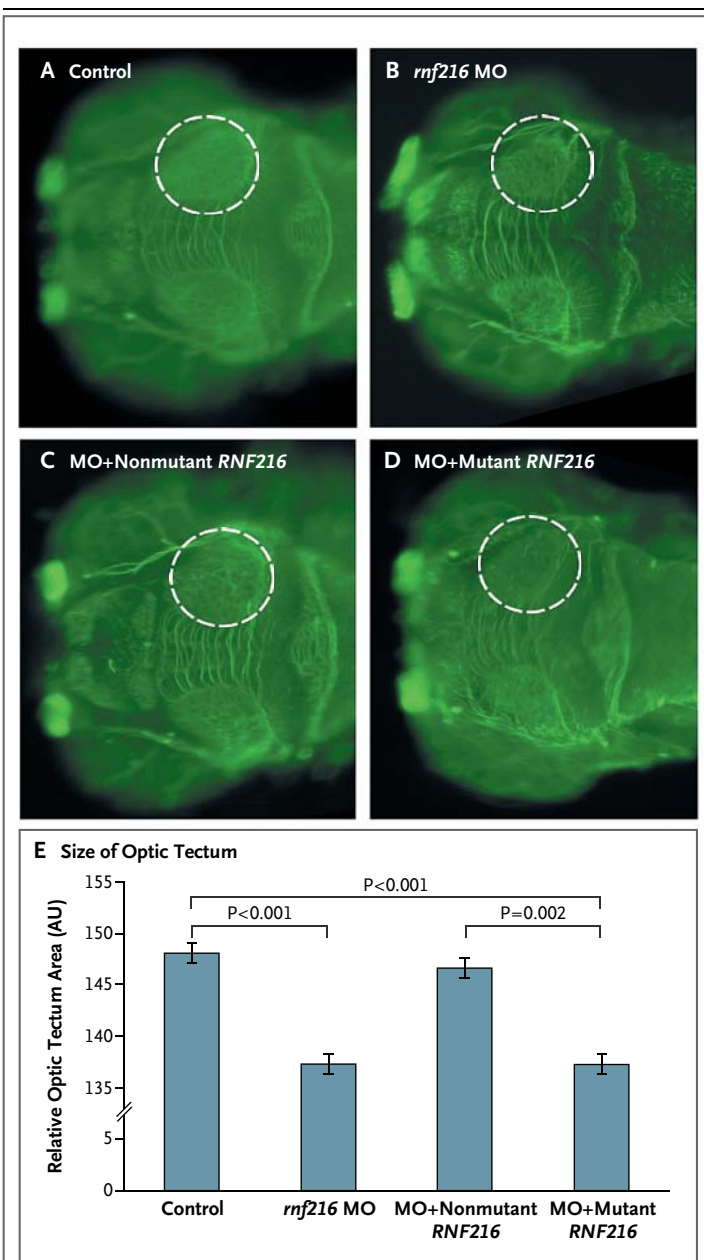 A Control
B rnf216 MO
C MO+Nonmutant RNF216
D MO+Mutant RNF216
E Size of Optic Tectum
Relative Optic Tectum Area (AU)
155
150
145
140
135
5
0
P<0.001
P<0.001
P=0.002
Control
rnf216 MO
MO+Nonmutant
RNF216
MO+Mutant
RNF216